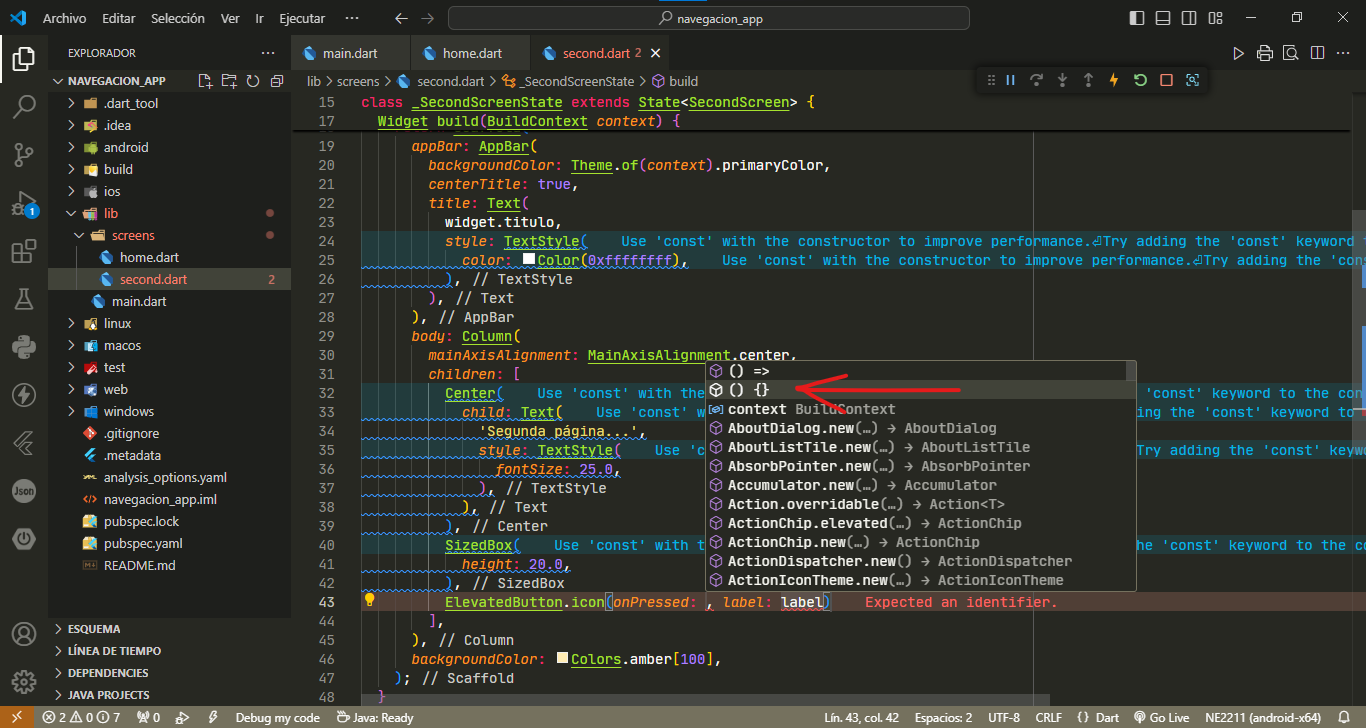 Archivo Editar Selección Ver Ir Ejecutar ··· navegacion_app
EXPLORADOR ···
NAVEGACION_APP
.dart_tool
.idea
android
build
ios
lib
screens
home.dart
second.dart 2
main.dart
linux
macos
test
web
windows
.gitignore
.metadata
analysis_options.yaml
navegacion_app.iml
pubspec.lock
pubspec.yaml
README.md
ESQUEMA
LÍNEA DE TIEMPO
DEPENDENCIES
JAVA PROJECTS
1
Json
main.dart home.dart second.dart 2
lib > screens > second.dart > _SecondScreenState > build
15 class _SecondScreenState extends State<SecondScreen> {
17 Widget build(BuildContext context) {
19 appBar: AppBar(
20 backgroundColor: Theme.of(context).primaryColor,
21 centerTitle: true,
22 title: Text(
23 widget.titulo,
24 style: TextStyle( Use 'const' with the constructor to improve performance.⏎Try adding the 'const' keyword t
25 color: Color(0xffffffff), Use 'const' with the constructor to improve performance.⏎Try adding the 'cons
26 ), // TextStyle
27 ), // Text
28 ), // AppBar
29 body: Column(
30 mainAxisAlignment: MainAxisAlignment.center,
31 children: [
32 Center( Use 'const' with the 'const' keyword to the con
33 child: Text( Use 'const' w ing the 'const' keyword to
34 'Segunda página...',
35 style: TextStyle( Use 'c Try adding the 'const' keyw
36 fontSize: 25.0,
37 ), // TextStyle
38 ), // Text
39 ), // Center
40 SizedBox( Use 'const' with t he 'const' keyword to the co
41 height: 20.0,
42 ), // SizedBox
43 ElevatedButton.icon(onPressed: , label: label) Expected an identifier.
44 ],
45 ), // Column
46 backgroundColor: Colors.amber[100],
47 ); // Scaffold
48 }
() =>
() {}
context BuildContext
AboutDialog.new(…) → AboutDialog
AboutListTile.new(…) → AboutListTile
AbsorbPointer.new(…) → AbsorbPointer
Accumulator.new(…) → Accumulator
Action.overridable(…) → Action<T>
ActionChip.elevated(…) → ActionChip
ActionChip.new(…) → ActionChip
ActionDispatcher.new() → ActionDispatcher
ActionIconTheme.new(…) → ActionIconTheme
2 0 7 0 Debug my code Java: Ready Lín. 43, col. 42 Espacios: 2 UTF-8 CRLF {} Dart Go Live NE2211 (android-x64)